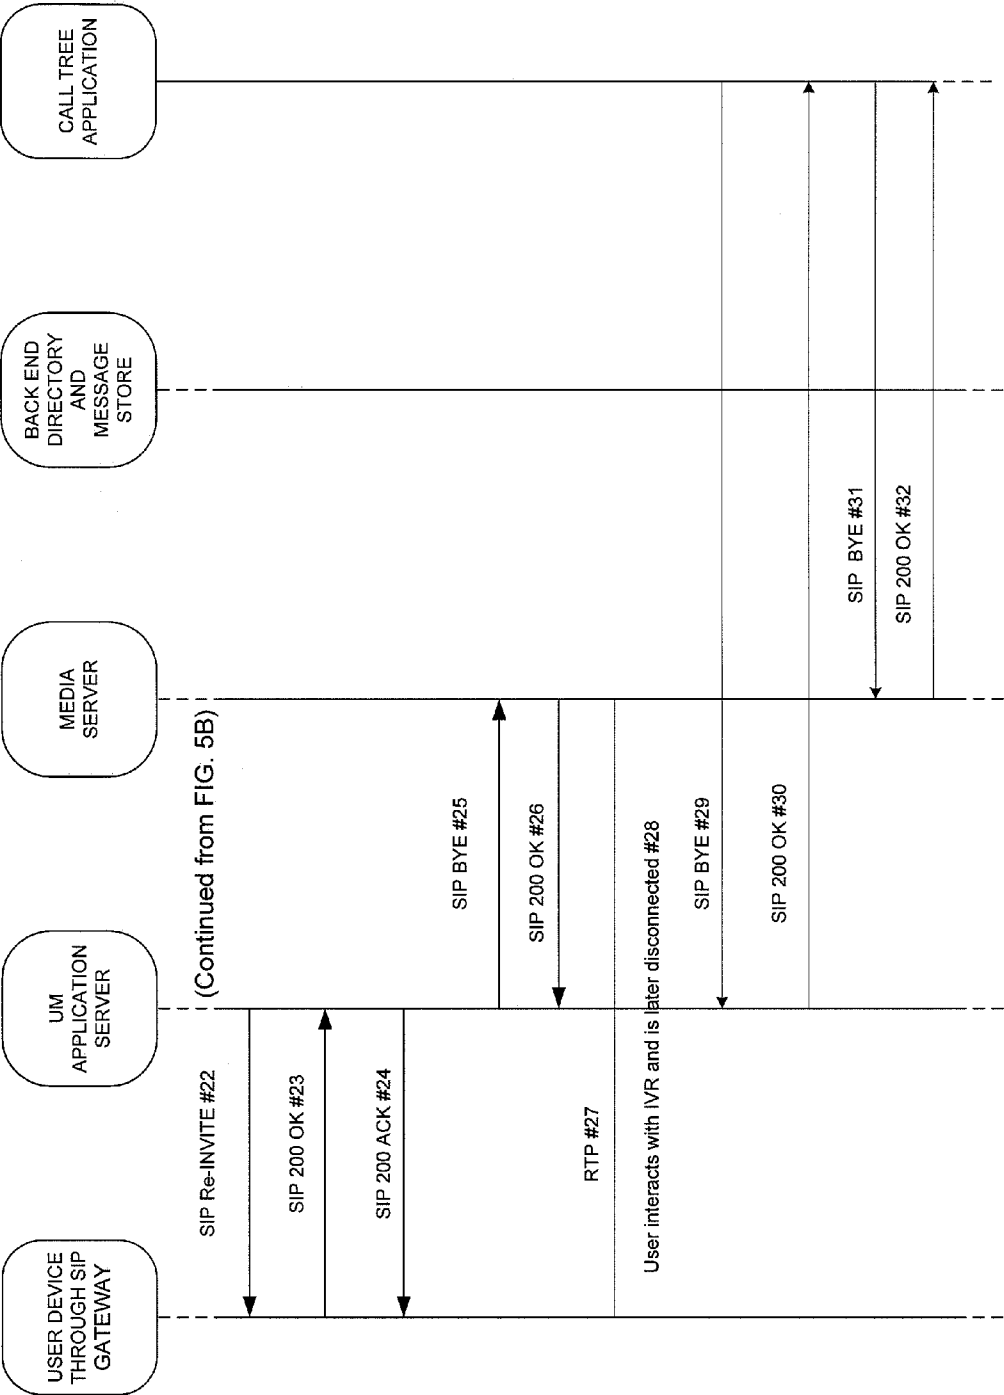 USER DEVICE
THROUGH SIP
GATEWAY
UM
APPLICATION
SERVER
MEDIA
SERVER
BACK END
DIRECTORY
AND
MESSAGE
STORE
CALL TREE
APPLICATION
(Continued from FIG. 5B)
SIP Re-INVITE #22
SIP 200 OK #23
SIP 200 ACK #24
SIP BYE #25
SIP 200 OK #26
RTP #27
User interacts with IVR and is later disconnected #28
SIP BYE #29
SIP 200 OK #30
SIP BYE #31
SIP 200 OK #32